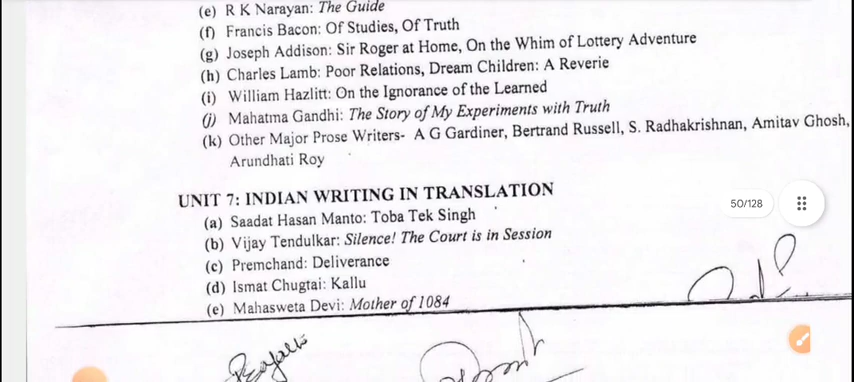 (e) R K Narayan: The Guide
(f) Francis Bacon: Of Studies, Of Truth
(g) Joseph Addison: Sir Roger at Home, On the Whim of Lottery Adventure
(h) Charles Lamb: Poor Relations, Dream Children: A Reverie
(i) William Hazlitt: On the Ignorance of the Learned
(j) Mahatma Gandhi: The Story of My Experiments with Truth
(k) Other Major Prose Writers- A G Gardiner, Bertrand Russell, S. Radhakrishnan, Amitav Ghosh,
Arundhati Roy
UNIT 7: INDIAN WRITING IN TRANSLATION
50/128
(a) Saadat Hasan Manto: Toba Tek Singh
(b) Vijay Tendulkar: Silence! The Court is in Session
(c) Premchand: Deliverance
(d) Ismat Chugtai: Kallu
(e) Mahasweta Devi: Mother of 1084